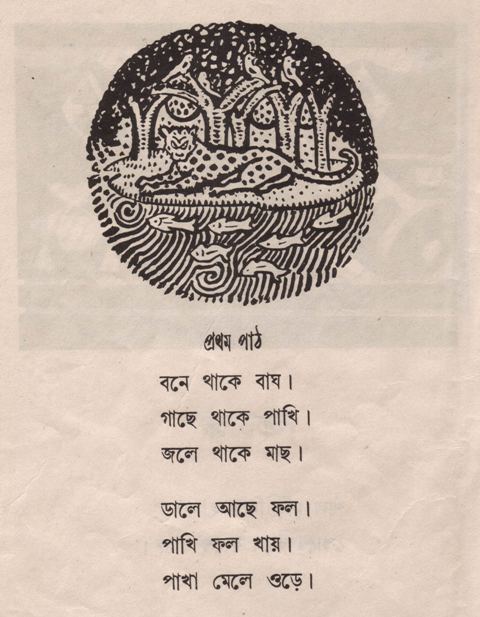 প্রথম পাঠ
বনে থাকে বাঘ।
গাছে থাকে পাখি।
জলে থাকে মাছ।
ডালে আছে ফল।
পাখি ফল খায়।
পাখা মেলে ওড়ে।